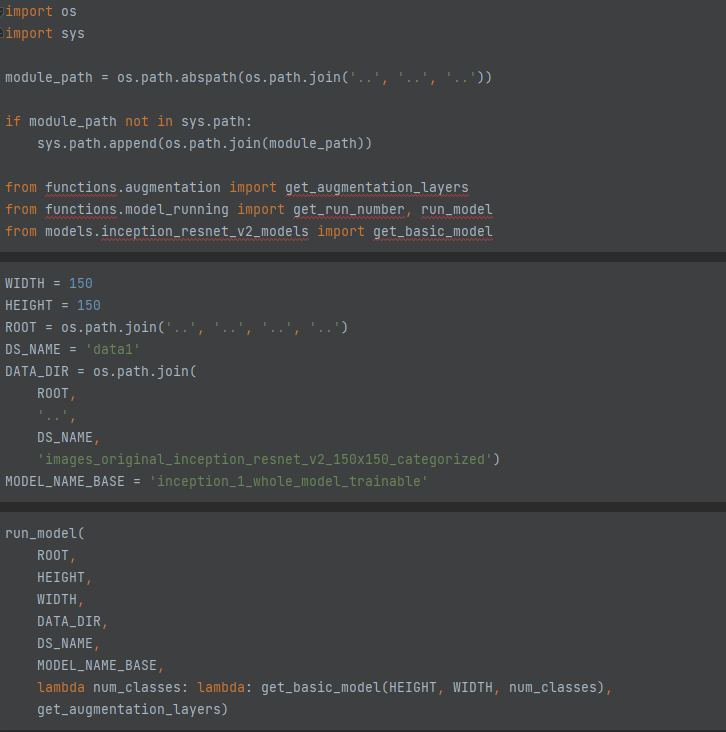 import os
import sys
module_path = os.path.abspath(os.path.join('..', '..', '..'))
if module_path not in sys.path:
    sys.path.append(os.path.join(module_path))
from functions.augmentation import get_augmentation_layers
from functions.model_running import get_run_number, run_model
from models.inception_resnet_v2_models import get_basic_model
WIDTH = 150
HEIGHT = 150
ROOT = os.path.join('..', '..', '..', '..')
DS_NAME = 'data1'
DATA_DIR = os.path.join(
    ROOT,
    '..',
    DS_NAME,
    'images_original_inception_resnet_v2_150x150_categorized')
MODEL_NAME_BASE = 'inception_1_whole_model_trainable'
run_model(
    ROOT,
    HEIGHT,
    WIDTH,
    DATA_DIR,
    DS_NAME,
    MODEL_NAME_BASE,
    lambda num_classes: lambda: get_basic_model(HEIGHT, WIDTH, num_classes),
    get_augmentation_layers)